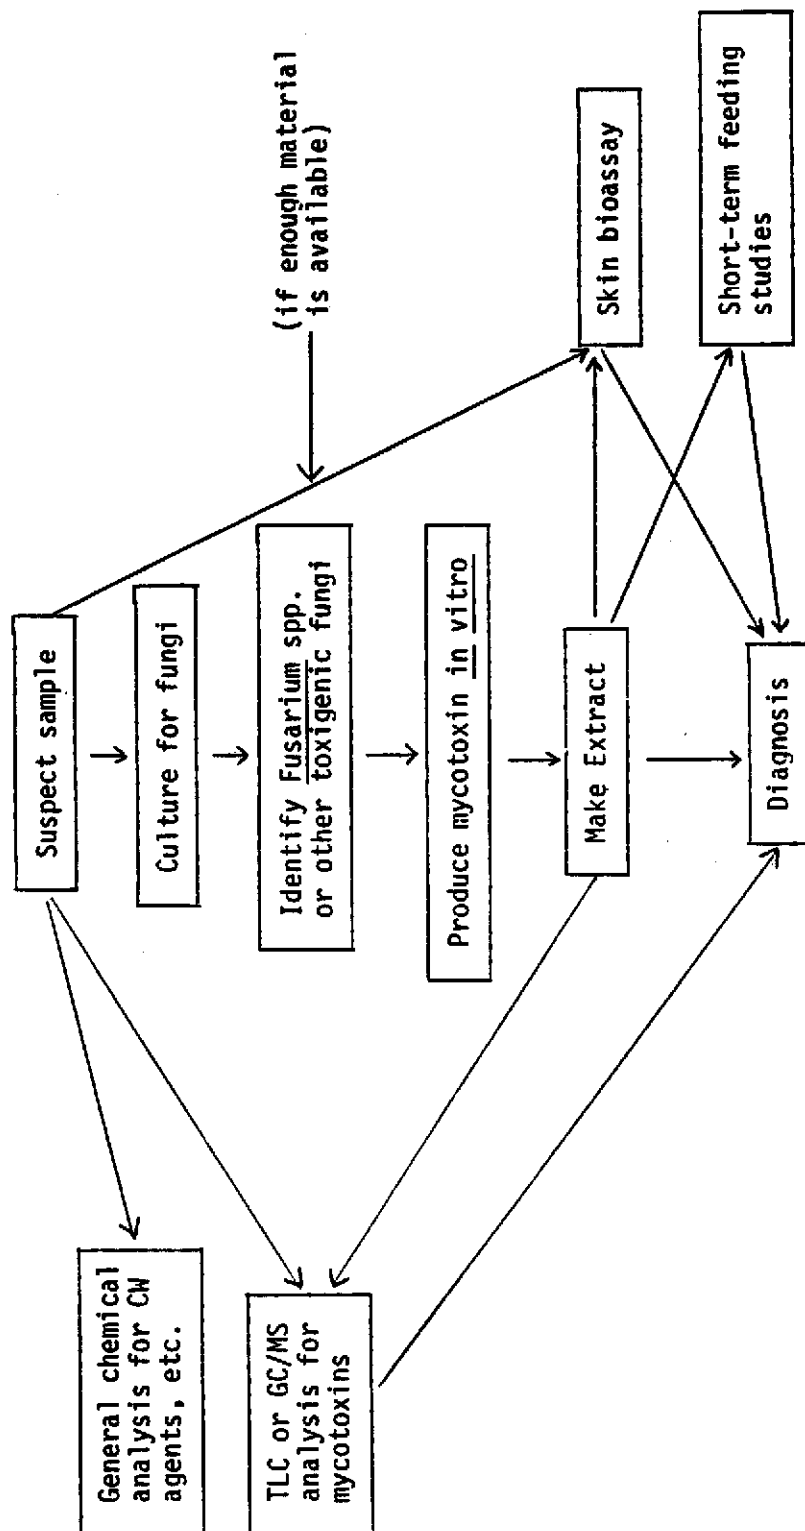 Suspect sample
Culture for fungi
Identify Fusarium spp.
or other toxigenic fungi
Produce mycotoxin in vitro
Make Extract
Diagnosis
General chemical
analysis for CW
agents, etc.
TLC or GC/MS
analysis for
mycotoxins
(if enough material
is available)
Skin bioassay
Short-term feeding
studies